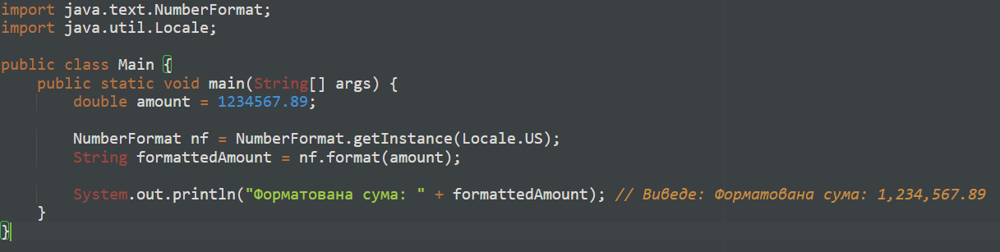 import java.text.NumberFormat;
import java.util.Locale;

public class Main {
    public static void main(String[] args) {
        double amount = 1234567.89;

        NumberFormat nf = NumberFormat.getInstance(Locale.US);
        String formattedAmount = nf.format(amount);

        System.out.println("Форматована сума: " + formattedAmount); // Виведе: Форматована сума: 1,234,567.89
    }
}